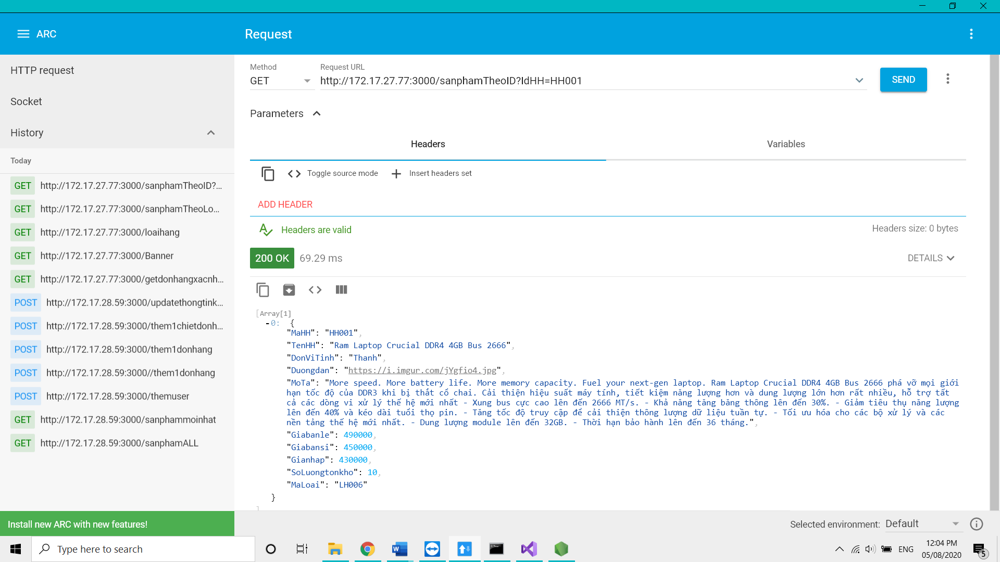 ARC
Request
HTTP request
Socket
History
Today
GET http://172.17.27.77:3000/sanphamTheoID?...
GET http://172.17.27.77:3000/sanphamTheoLo...
GET http://172.17.27.77:3000/loaihang
GET http://172.17.27.77:3000/Banner
GET http://172.17.27.77:3000/getdonhangxacnh...
POST http://172.17.28.59:3000/updatethongtink...
POST http://172.17.28.59:3000/them1chietdonh...
POST http://172.17.28.59:3000/them1donhang
POST http://172.17.28.59:3000//them1donhang
POST http://172.17.28.59:3000/themuser
GET http://172.17.28.59:3000/sanphammoinhat
GET http://172.17.28.59:3000/sanphamALL
Install new ARC with new features!
Method
GET
Request URL
http://172.17.27.77:3000/sanphamTheoID?IdHH=HH001
SEND
Parameters
Headers
Variables
Toggle source mode
Insert headers set
ADD HEADER
Headers are valid
Headers size: 0 bytes
200 OK
69.29 ms
DETAILS
[Array[1]
-0: {
"MaHH": "HH001",
"TenHH": "Ram Laptop Crucial DDR4 4GB Bus 2666",
"DonViTinh": "Thanh",
"Duongdan": "https://i.imgur.com/jYgfio4.jpg",
"MoTa": "More speed. More battery life. More memory capacity. Fuel your next-gen laptop. Ram Laptop Crucial DDR4 4GB Bus 2666 phá vỡ mọi giới
hạn tốc độ của DDR3 khi bị thắt cổ chai. Cải thiện hiệu suất máy tính, tiết kiệm năng lượng hơn và dung lượng lớn hơn rất nhiều, hỗ trợ tất
cả các dòng vi xử lý thế hệ mới nhất - Xung bus cực cao lên đến 2666 MT/s. - Khả năng tăng băng thông lên đến 30%. - Giảm tiêu thụ năng lượng
lên đến 40% và kéo dài tuổi thọ pin. - Tăng tốc độ truy cập để cải thiện thông lượng dữ liệu tuần tự. - Tối ưu hóa cho các bộ xử lý và các
nền tảng thế hệ mới nhất. - Dung lượng module lên đến 32GB. - Thời hạn bảo hành lên đến 36 tháng.",
"Giabanle": 490000,
"Giabansi": 450000,
"Gianhap": 430000,
"SoLuongtonkho": 10,
"MaLoai": "LH006"
}
]
Selected environment: Default
Type here to search
ENG
12:04 PM
05/08/2020
5